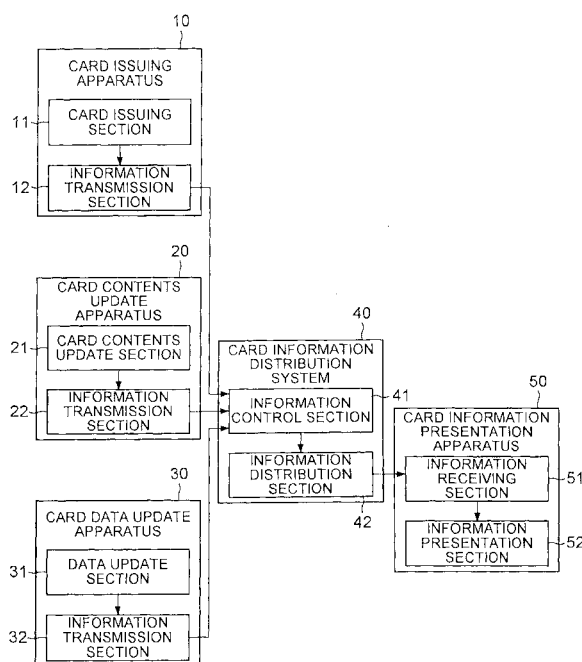 10
CARD ISSUING
APPARATUS
11
CARD ISSUING
SECTION
12
INFORMATION
TRANSMISSION
SECTION
20
CARD CONTENTS
UPDATE
APPARATUS
21
CARD CONTENTS
UPDATE SECTION
22
INFORMATION
TRANSMISSION
SECTION
30
CARD DATA UPDATE
APPARATUS
31
DATA UPDATE
SECTION
32
INFORMATION
TRANSMISSION
SECTION
40
CARD INFORMATION
DISTRIBUTION
SYSTEM
41
INFORMATION
CONTROL SECTION
INFORMATION
DISTRIBUTION
SECTION
42
50
CARD INFORMATION
PRESENTATION
APPARATUS
INFORMATION
RECEIVING
SECTION
51
INFORMATION
PRESENTATION
SECTION
52